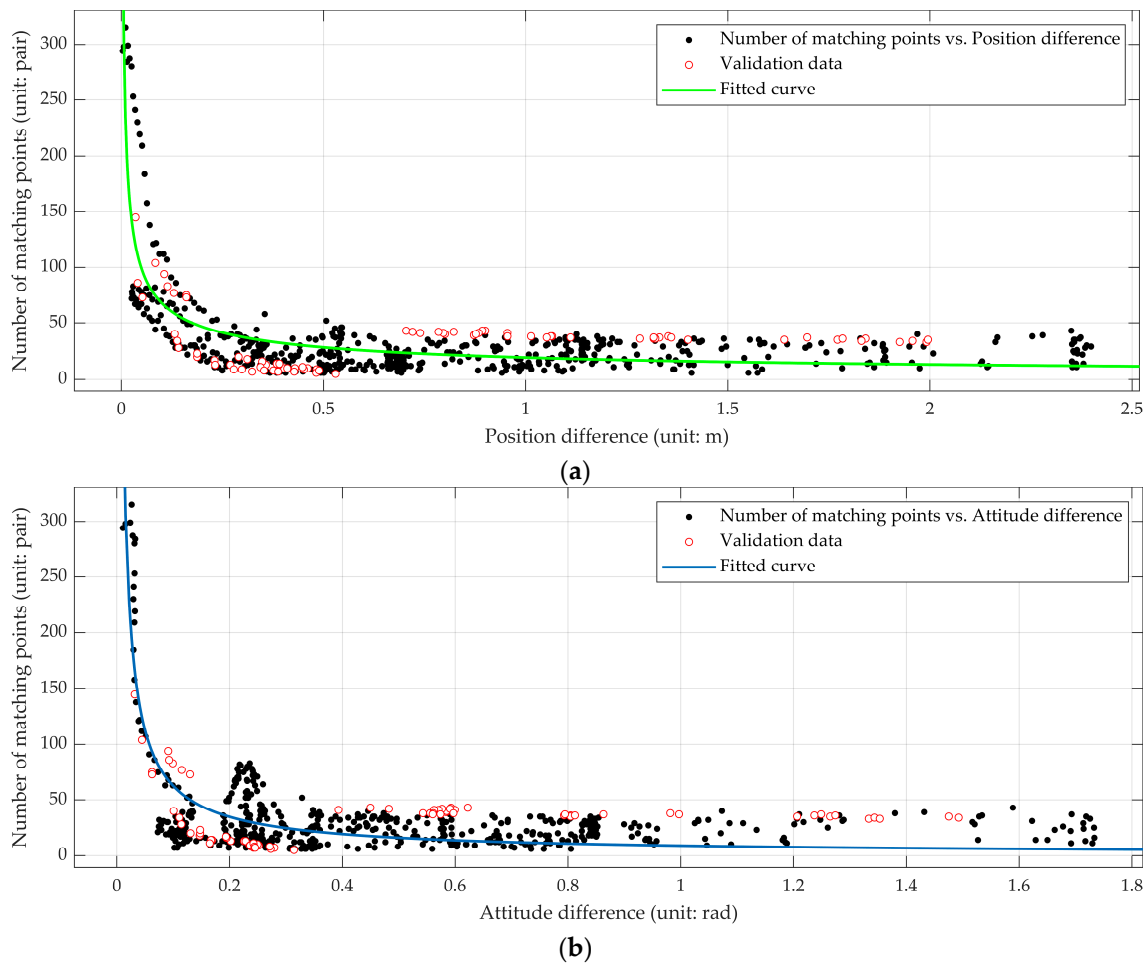 Number of matching points (unit: pair)
300
250
200
150
100
50
0
Number of matching points vs. Position difference
Validation data
Fitted curve
0 0.5 1 1.5 2 2.5
Position difference (unit: m)
(a)
Number of matching points (unit: pair)
300
250
200
150
100
50
0
Number of matching points vs. Attitude difference
Validation data
Fitted curve
0 0.2 0.4 0.6 0.8 1 1.2 1.4 1.6 1.8
Attitude difference (unit: rad)
(b)